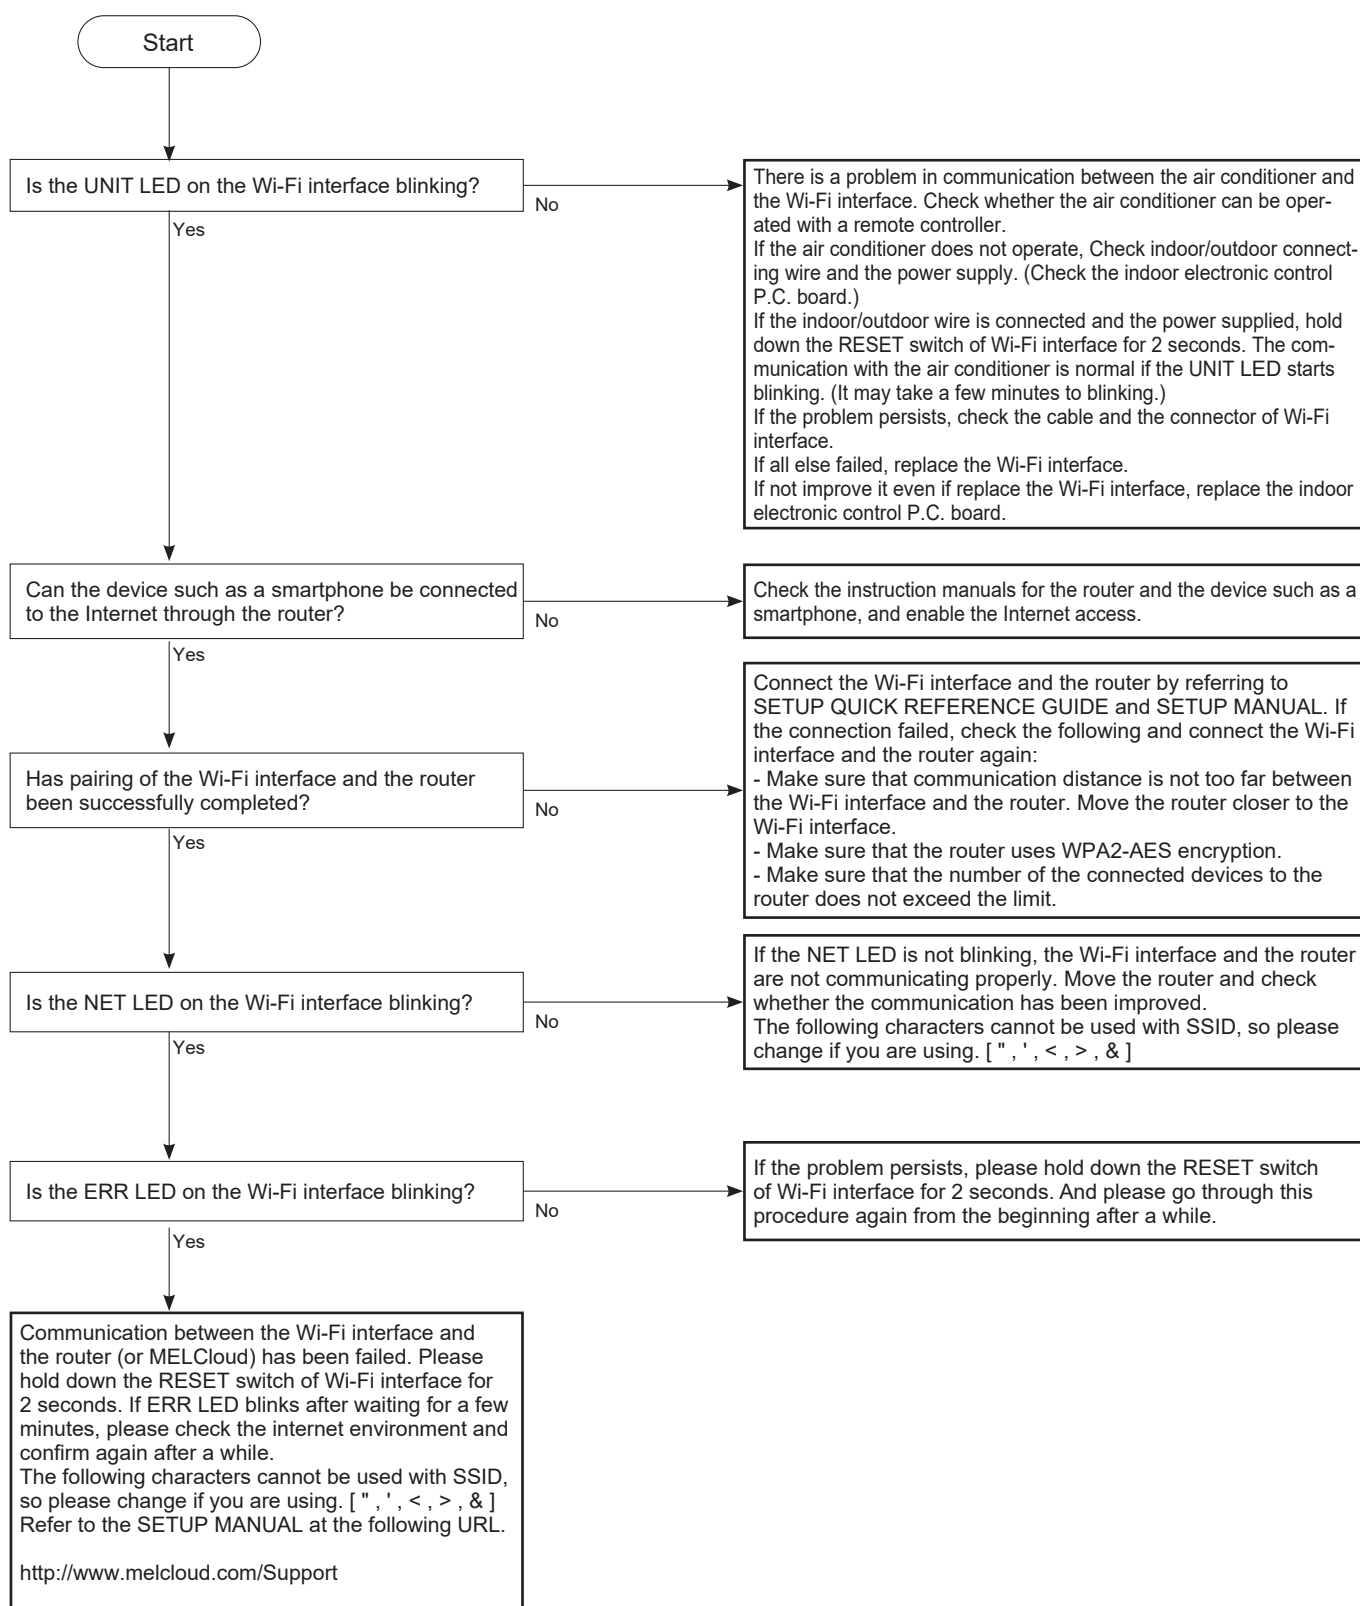 Start
Is the UNIT LED on the Wi-Fi interface blinking?
No
Yes
There is a problem in communication between the air conditioner and
the Wi-Fi interface. Check whether the air conditioner can be oper-
ated with a remote controller.
If the air conditioner does not operate, Check indoor/outdoor connect-
ing wire and the power supply. (Check the indoor electronic control
P.C. board.)
If the indoor/outdoor wire is connected and the power supplied, hold
down the RESET switch of Wi-Fi interface for 2 seconds. The com-
munication with the air conditioner is normal if the UNIT LED starts
blinking. (It may take a few minutes to blinking.)
If the problem persists, check the cable and the connector of Wi-Fi
interface.
If all else failed, replace the Wi-Fi interface.
If not improve it even if replace the Wi-Fi interface, replace the indoor
electronic control P.C. board.
Can the device such as a smartphone be connected
to the Internet through the router?
No
Yes
Check the instruction manuals for the router and the device such as a
smartphone, and enable the Internet access.
Has pairing of the Wi-Fi interface and the router
been successfully completed?
No
Yes
Connect the Wi-Fi interface and the router by referring to
SETUP QUICK REFERENCE GUIDE and SETUP MANUAL. If
the connection failed, check the following and connect the Wi-Fi
interface and the router again:
- Make sure that communication distance is not too far between
the Wi-Fi interface and the router. Move the router closer to the
Wi-Fi interface.
- Make sure that the router uses WPA2-AES encryption.
- Make sure that the number of the connected devices to the
router does not exceed the limit.
Is the NET LED on the Wi-Fi interface blinking?
No
Yes
If the NET LED is not blinking, the Wi-Fi interface and the router
are not communicating properly. Move the router and check
whether the communication has been improved.
The following characters cannot be used with SSID, so please
change if you are using. [ " , ' , < , > , & ]
Is the ERR LED on the Wi-Fi interface blinking?
No
Yes
If the problem persists, please hold down the RESET switch
of Wi-Fi interface for 2 seconds. And please go through this
procedure again from the beginning after a while.
Communication between the Wi-Fi interface and
the router (or MELCloud) has been failed. Please
hold down the RESET switch of Wi-Fi interface for
2 seconds. If ERR LED blinks after waiting for a few
minutes, please check the internet environment and
confirm again after a while.
The following characters cannot be used with SSID,
so please change if you are using. [ " , ' , < , > , & ]
Refer to the SETUP MANUAL at the following URL.
http://www.melcloud.com/Support